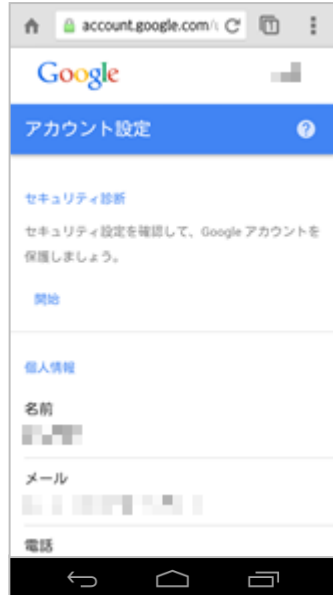 account.google.com/
1
Google
アカウント設定
?
セキュリティ診断
セキュリティ設定を確認して、Google アカウントを
保護しましょう。
開始
個人情報
名前
メール
電話